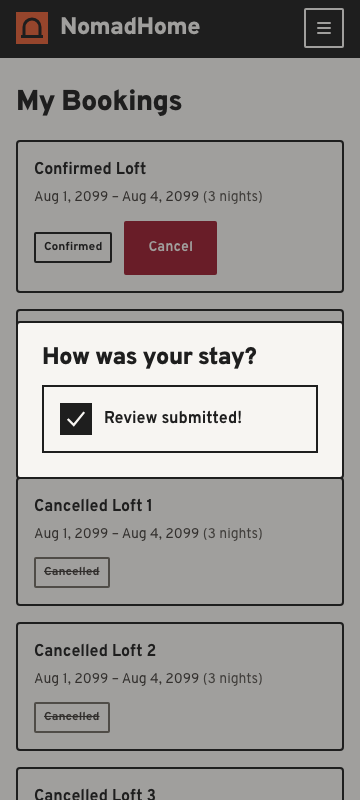 NomadHome
My Bookings
Confirmed Loft
Aug 1, 2099 – Aug 4, 2099 (3 nights)
Confirmed
Cancel
How was your stay?
Review submitted!
Cancelled Loft 1
Aug 1, 2099 – Aug 4, 2099 (3 nights)
Cancelled
Cancelled Loft 2
Aug 1, 2099 – Aug 4, 2099 (3 nights)
Cancelled
Cancelled Loft 3